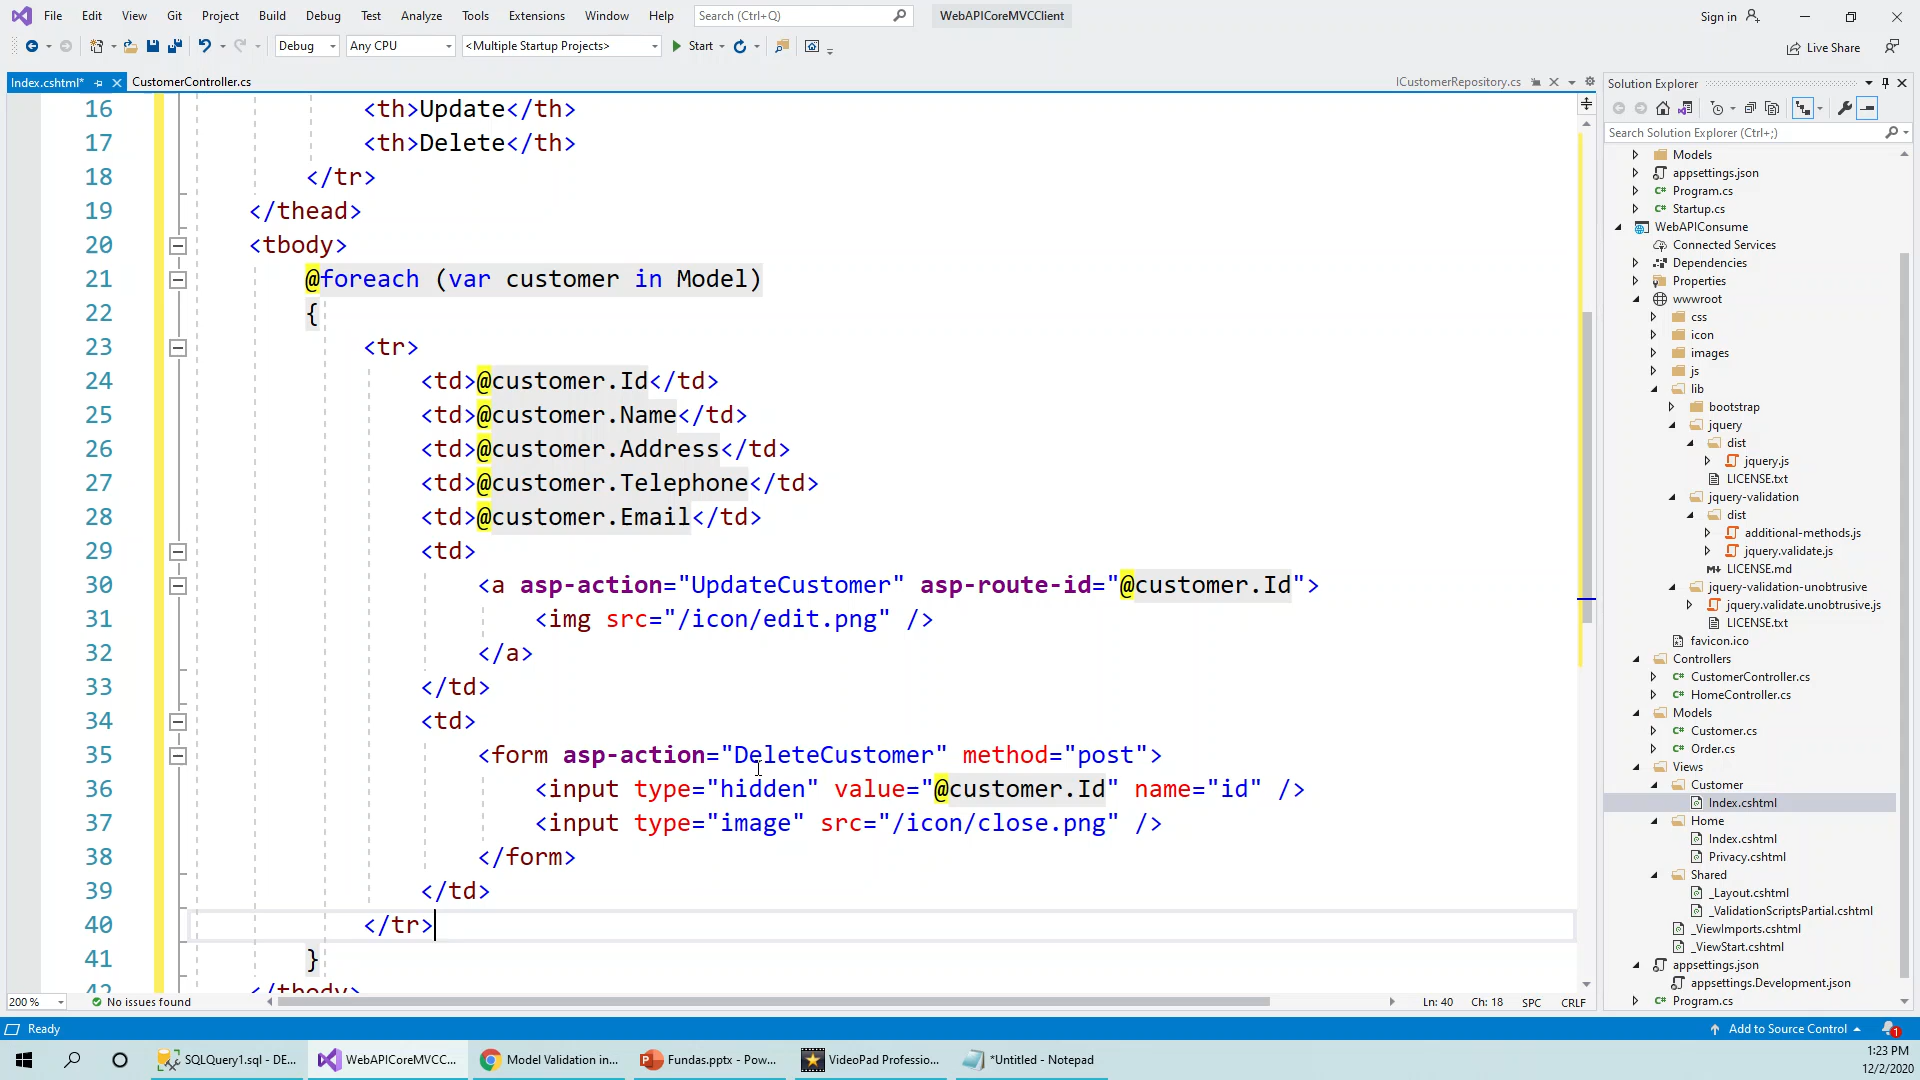 File Edit View Git Project Build Debug Test Analyze Tools Extensions Window Help Search (Ctrl+Q) WebAPICoreMVCClient Sign in
Debug Any CPU <Multiple Startup Projects> Start Live Share
Index.cshtml* CustomerController.cs ICustomerRepository.cs
16 <th>Update</th>
17 <th>Delete</th>
18 </tr>
19 </thead>
20 <tbody>
21 @foreach (var customer in Model)
22 {
23 <tr>
24 <td>@customer.Id</td>
25 <td>@customer.Name</td>
26 <td>@customer.Address</td>
27 <td>@customer.Telephone</td>
28 <td>@customer.Email</td>
29 <td>
30 <a asp-action="UpdateCustomer" asp-route-id="@customer.Id">
31 <img src="/icon/edit.png" />
32 </a>
33 </td>
34 <td>
35 <form asp-action="DeleteCustomer" method="post">
36 <input type="hidden" value="@customer.Id" name="id" />
37 <input type="image" src="/icon/close.png" />
38 </form>
39 </td>
40 </tr>
41 }
42 </tbody>
200 % No issues found Ln: 40 Ch: 18 SPC CRLF
Solution Explorer
Search Solution Explorer (Ctrl+;)
Models
appsettings.json
C# Program.cs
C# Startup.cs
WebAPIConsume
Connected Services
Dependencies
Properties
wwwroot
css
icon
images
js
lib
bootstrap
jquery
dist
jquery.js
LICENSE.txt
jquery-validation
dist
additional-methods.js
jquery.validate.js
LICENSE.md
jquery-validation-unobtrusive
jquery.validate.unobtrusive.js
LICENSE.txt
favicon.ico
Controllers
C# CustomerController.cs
C# HomeController.cs
Models
C# Customer.cs
C# Order.cs
Views
Customer
Index.cshtml
Home
Index.cshtml
Privacy.cshtml
Shared
_Layout.cshtml
_ValidationScriptsPartial.cshtml
_ViewImports.cshtml
_ViewStart.cshtml
appsettings.json
appsettings.Development.json
C# Program.cs
Ready Add to Source Control 1
SQLQuery1.sql - DE... WebAPICoreMVCC... Model Validation in... Fundas.pptx - Pow... VideoPad Professio... *Untitled - Notepad
1:23 PM
12/2/2020